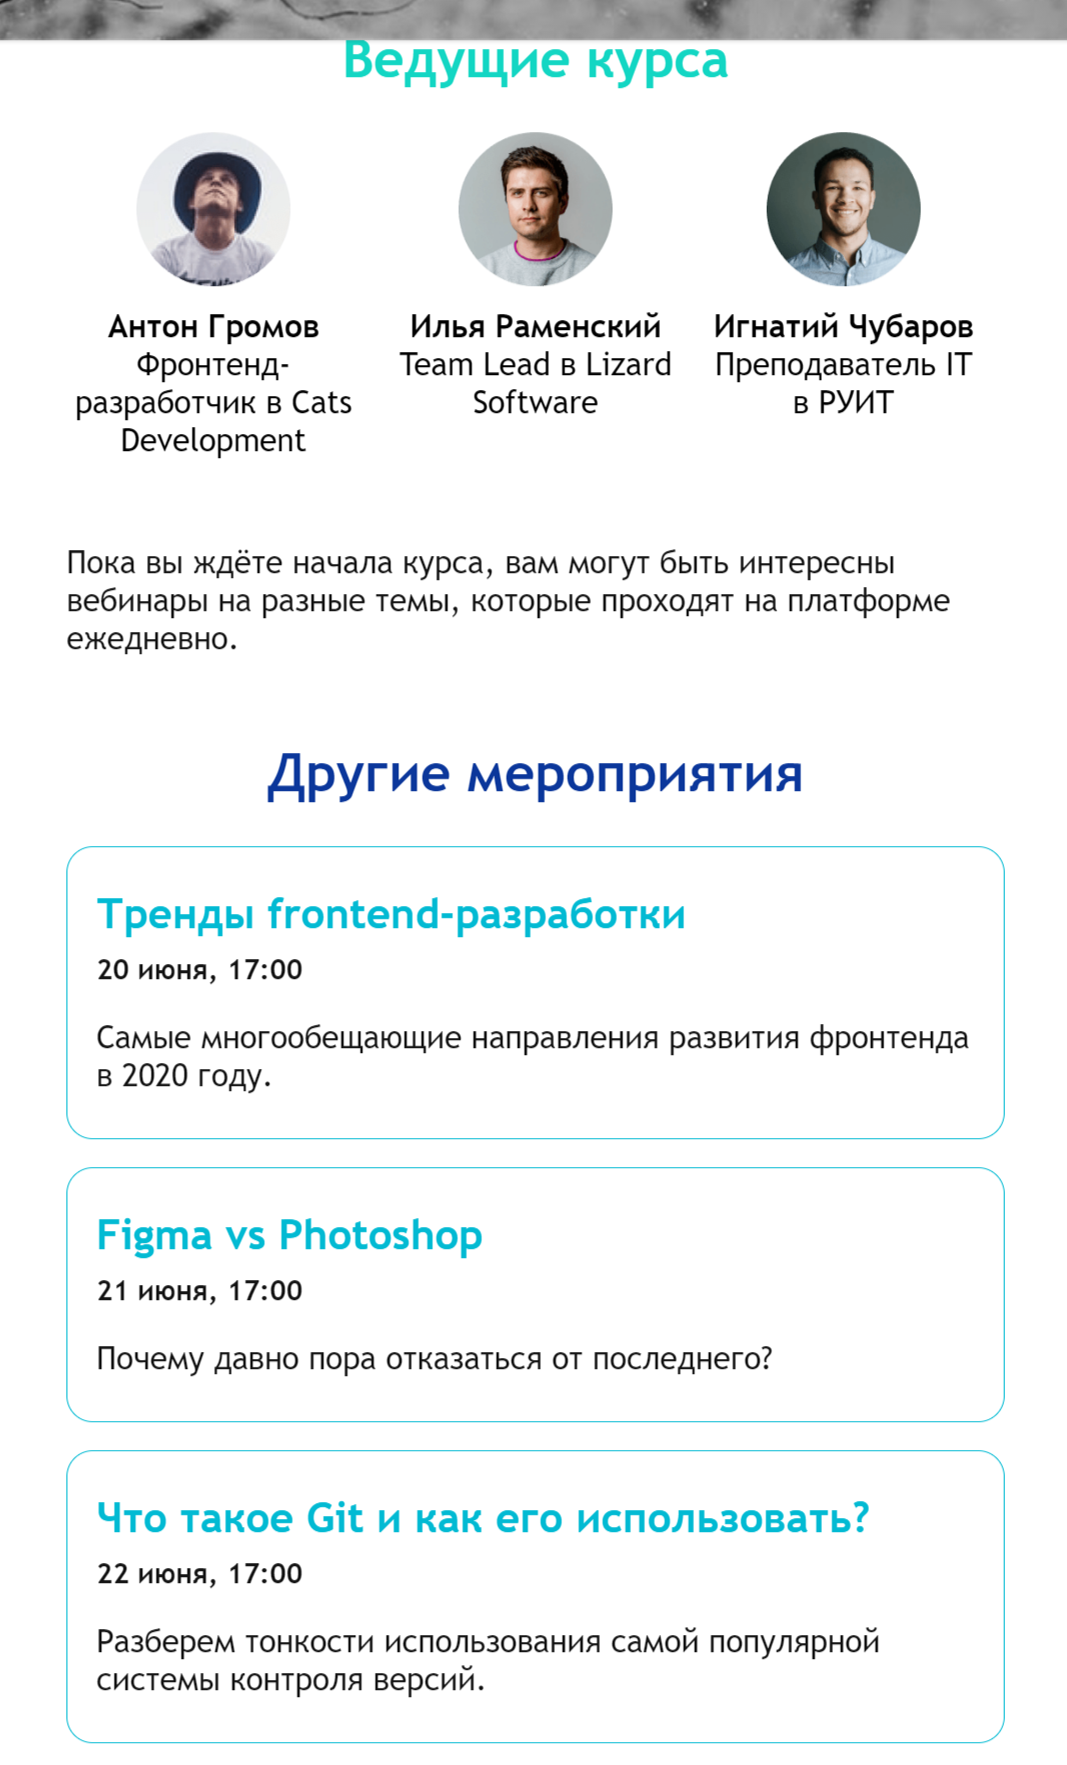 Ведущие курса
Антон Громов
Фронтенд-
разработчик в Cats
Development
Илья Раменский
Team Lead в Lizard
Software
Игнатий Чубаров
Преподаватель IT
в РУИТ
Пока вы ждёте начала курса, вам могут быть интересны
вебинары на разные темы, которые проходят на платформе
ежедневно.
Другие мероприятия
Тренды frontend-разработки
20 июня, 17:00
Самые многообещающие направления развития фронтенда
в 2020 году.
Figma vs Photoshop
21 июня, 17:00
Почему давно пора отказаться от последнего?
Что такое Git и как его использовать?
22 июня, 17:00
Разберем тонкости использования самой популярной
системы контроля версий.